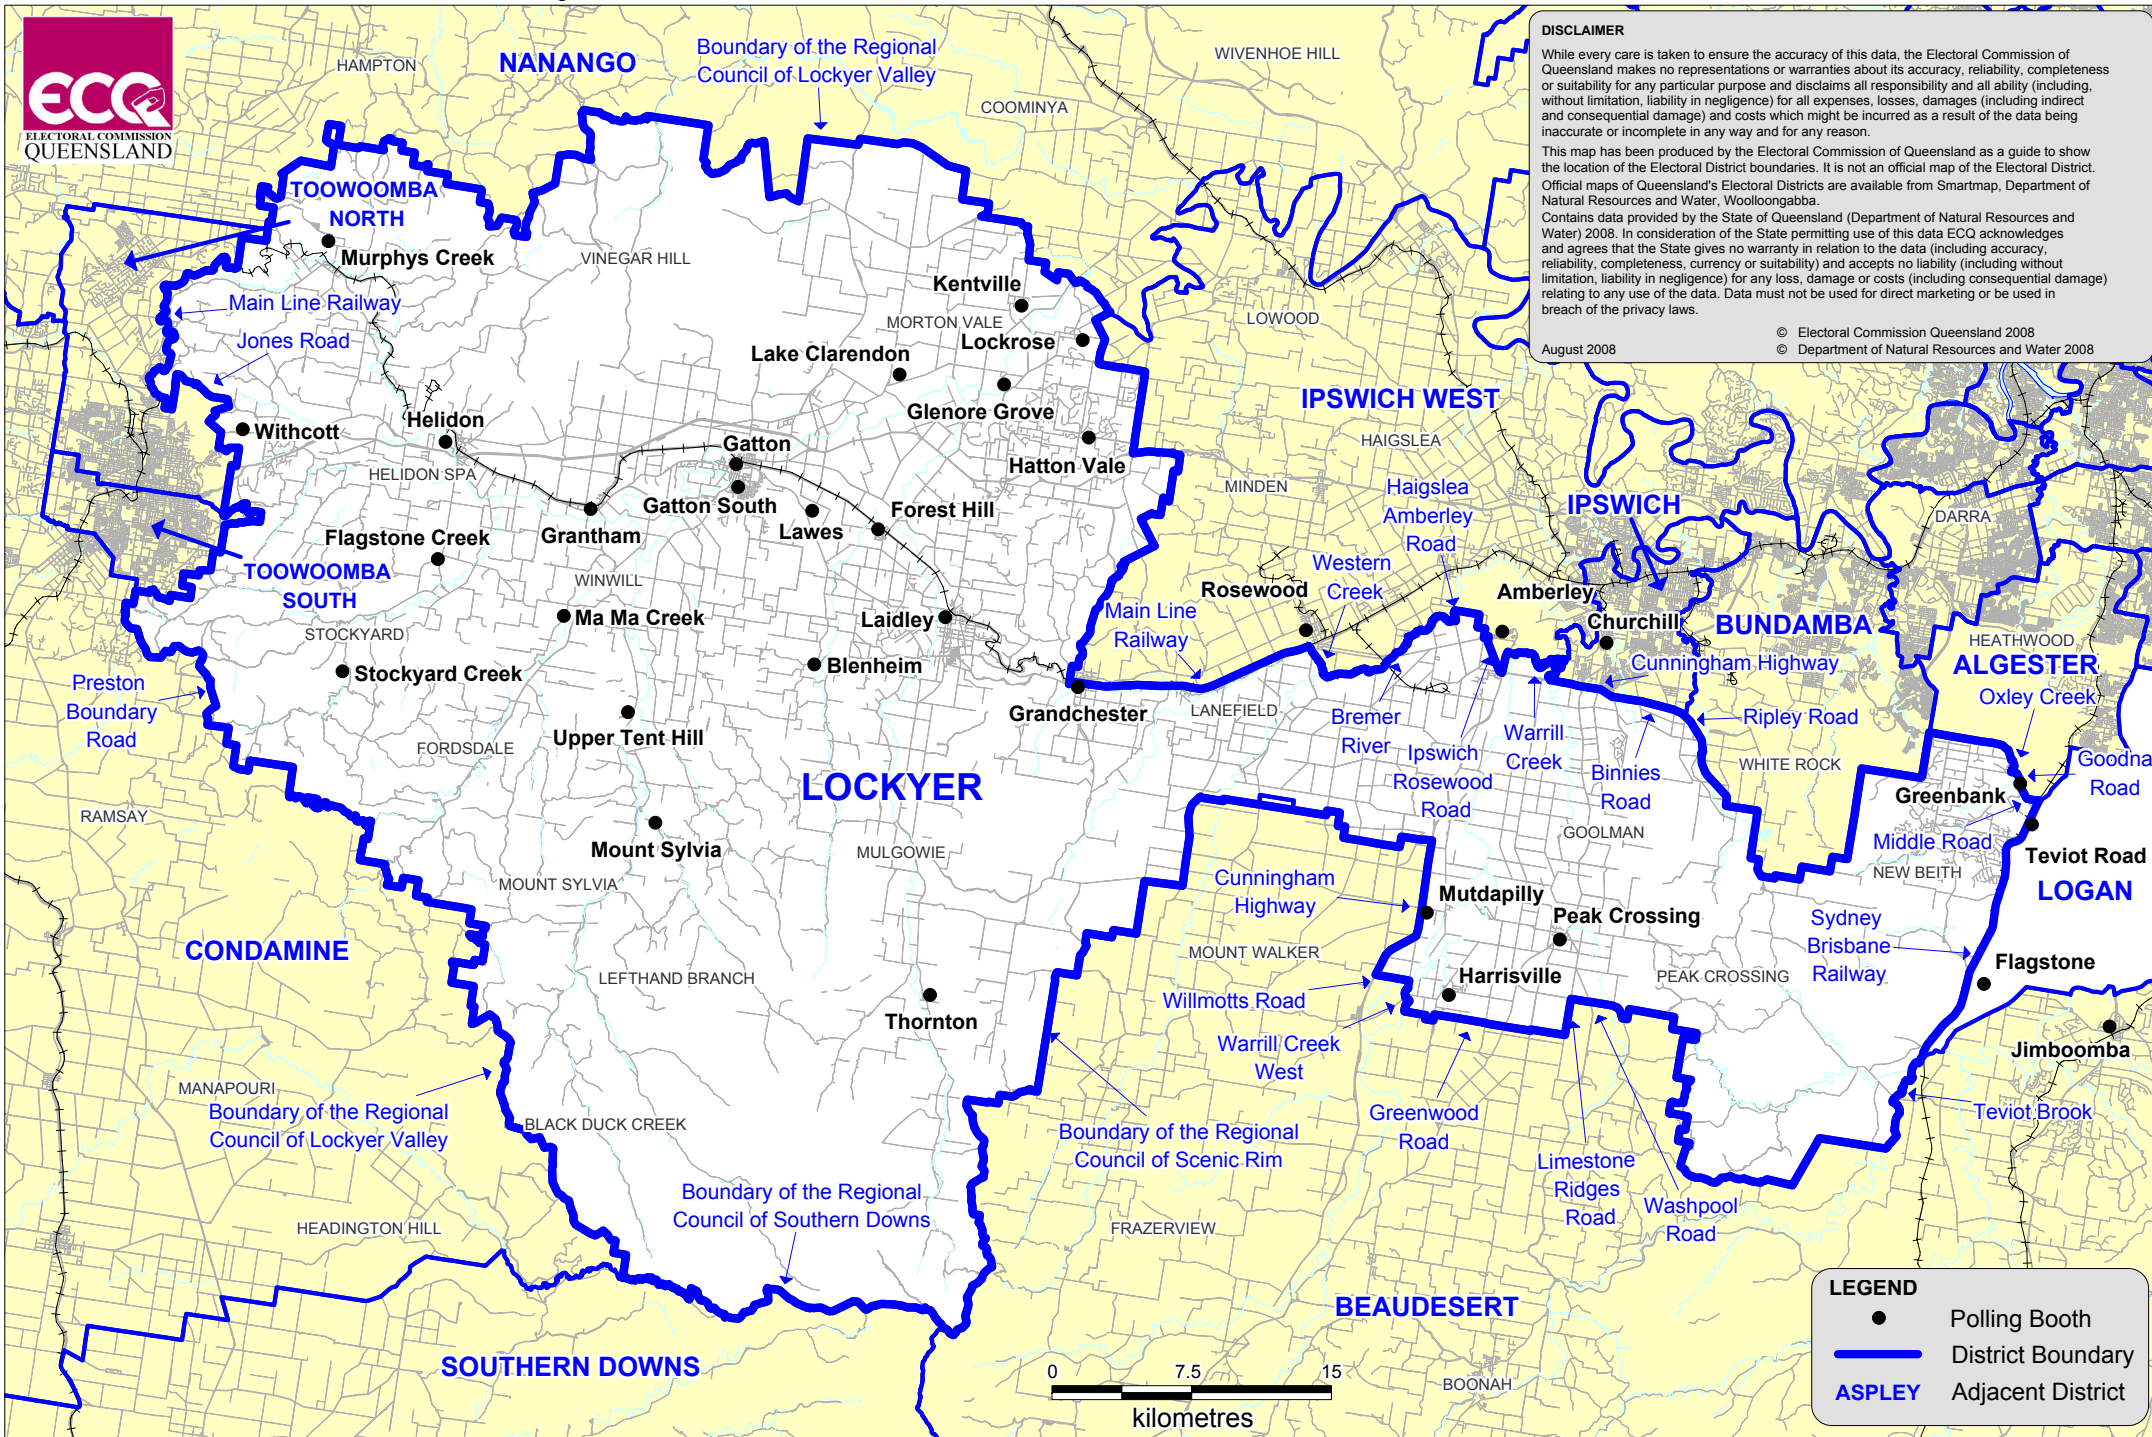 ECQ
ELECTORAL COMMISSION
QUEENSLAND
DISCLAIMER
While every care is taken to ensure the accuracy of this data, the Electoral Commission of
Queensland makes no representations or warranties about its accuracy, reliability, completeness
or suitability for any particular purpose and disclaims all responsibility and all ability (including,
without limitation, liability in negligence) for all expenses, losses, damages (including indirect
and consequential damage) and costs which might be incurred as a result of the data being
inaccurate or incomplete in any way and for any reason.
This map has been produced by the Electoral Commission of Queensland as a guide to show
the location of the Electoral District boundaries. It is not an official map of the Electoral District.
Official maps of Queensland's Electoral Districts are available from Smartmap, Department of
Natural Resources and Water, Woolloongabba.
Contains data provided by the State of Queensland (Department of Natural Resources and
Water) 2008. In consideration of the State permitting use of this data ECQ acknowledges
and agrees that the State gives no warranty in relation to the data (including accuracy,
reliability, completeness, currency or suitability) and accepts no liability (including without
limitation, liability in negligence) for any loss, damage or costs (including consequential damage)
relating to any use of the data. Data must not be used for direct marketing or be used in
breach of the privacy laws.
© Electoral Commission Queensland 2008
August 2008
© Department of Natural Resources and Water 2008
HAMPTON
NANANGO
Boundary of the Regional
Council of Lockyer Valley
WIVENHOE HILL
COOMINYA
TOOWOOMBA
NORTH
Murphys Creek
VINEGAR HILL
Kentville
Main Line Railway
MORTON VALE
LOWOOD
Jones Road
Lockrose
Lake Clarendon
IPSWICH WEST
Glenore Grove
Helidon
Withcott
Gatton
HAIGSLEA
HELIDON SPA
Hatton Vale
MINDEN
Haigslea
Amberley
Road
Gatton South
IPSWICH
Forest Hill
DARRA
Flagstone Creek
Grantham
Lawes
TOOWOOMBA
SOUTH
WINWILL
Western
Creek
Rosewood
Amberley
Main Line
Railway
Ma Ma Creek
Laidley
Churchill
BUNDAMBA
STOCKYARD
HEATHWOOD
ALGESTER
Stockyard Creek
Blenheim
Cunningham Highway
Preston
Boundary
Road
Oxley Creek
Grandchester
LANEFIELD
Bremer
River
Ripley Road
Upper Tent Hill
FORDSDALE
Ipswich
Rosewood
Road
Warrill
Creek
Binnies
Road
WHITE ROCK
Goodna
Road
LOCKYER
Greenbank
RAMSAY
GOOLMAN
Middle Road
Mount Sylvia
MULGOWIE
Teviot Road
NEW BEITH
LOGAN
MOUNT SYLVIA
Cunningham
Highway
Mutdapilly
Peak Crossing
Sydney
Brisbane
Railway
CONDAMINE
MOUNT WALKER
Flagstone
LEFTHAND BRANCH
Harrisville
PEAK CROSSING
Willmotts Road
Thornton
Warrill Creek
West
Jimboomba
MANAPOURI
Boundary of the Regional
Council of Lockyer Valley
BLACK DUCK CREEK
Boundary of the Regional
Council of Scenic Rim
Greenwood
Road
Teviot Brook
Limestone
Ridges
Road
Boundary of the Regional
Council of Southern Downs
Washpool
Road
HEADINGTON HILL
FRAZERVIEW
BEAUDESERT
SOUTHERN DOWNS
BOONAH
0 7.5 15
kilometres
LEGEND
Polling Booth
District Boundary
ASPLEY Adjacent District